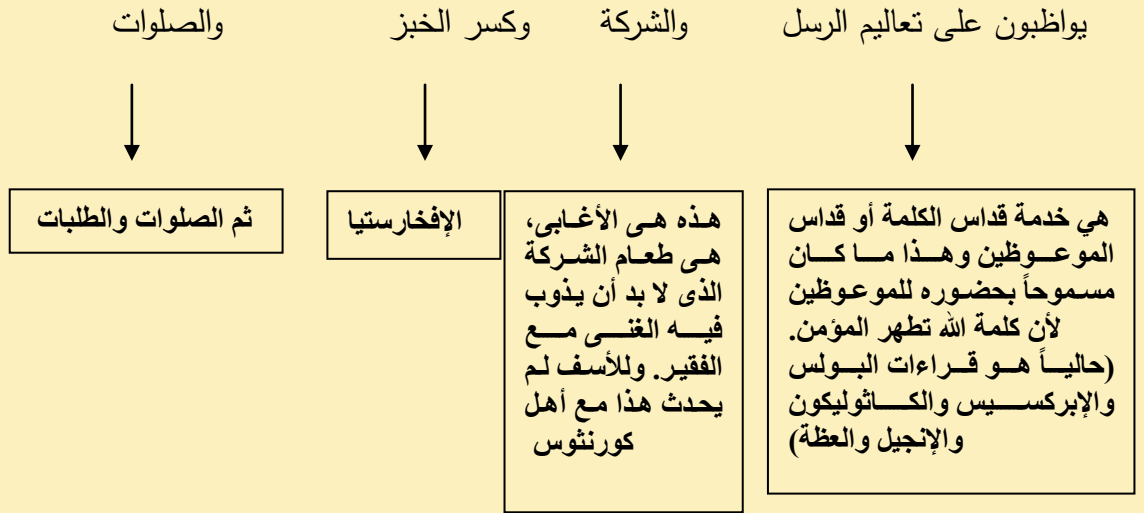 يواظبون على تعاليم الرسل والشركة وكسر الخبز والصلوات
هي خدمة قداس الكلمة أو قداس
الموعوظين وهذا ما كان
مسموحاً بحضوره للموعوظين
لأن كلمة الله تطهر المؤمن.
(حالياً هو قراءات البولس
والإبركسيس والكاثوليكون
والإنجيل والعظة)
هذه هى الأغابى،
هى طعام الشركة
الذى لا بد أن يذوب
فيه الغنى مع
الفقير. وللأسف لم
يحدث هذا مع أهل
كورنثوس
الإفخارستيا
ثم الصلوات والطلبات